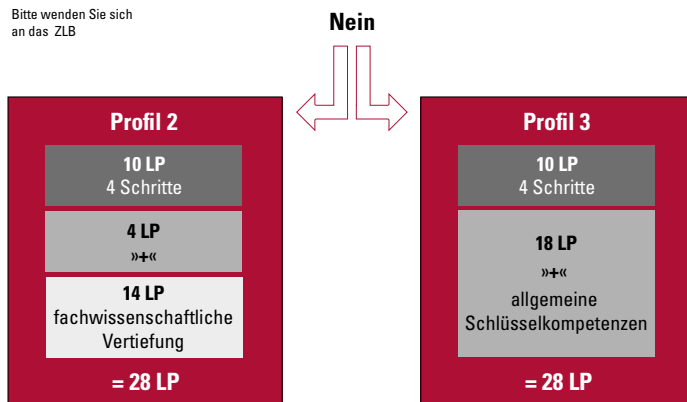 Bitte wenden Sie sich
an das ZLB
Nein
Profil 2
10 LP
4 Schritte
4 LP
»+«
14 LP
fachwissenschaftliche
Vertiefung
= 28 LP
Profil 3
10 LP
4 Schritte
18 LP
»+«
allgemeine
Schlüsselkompetenzen
= 28 LP